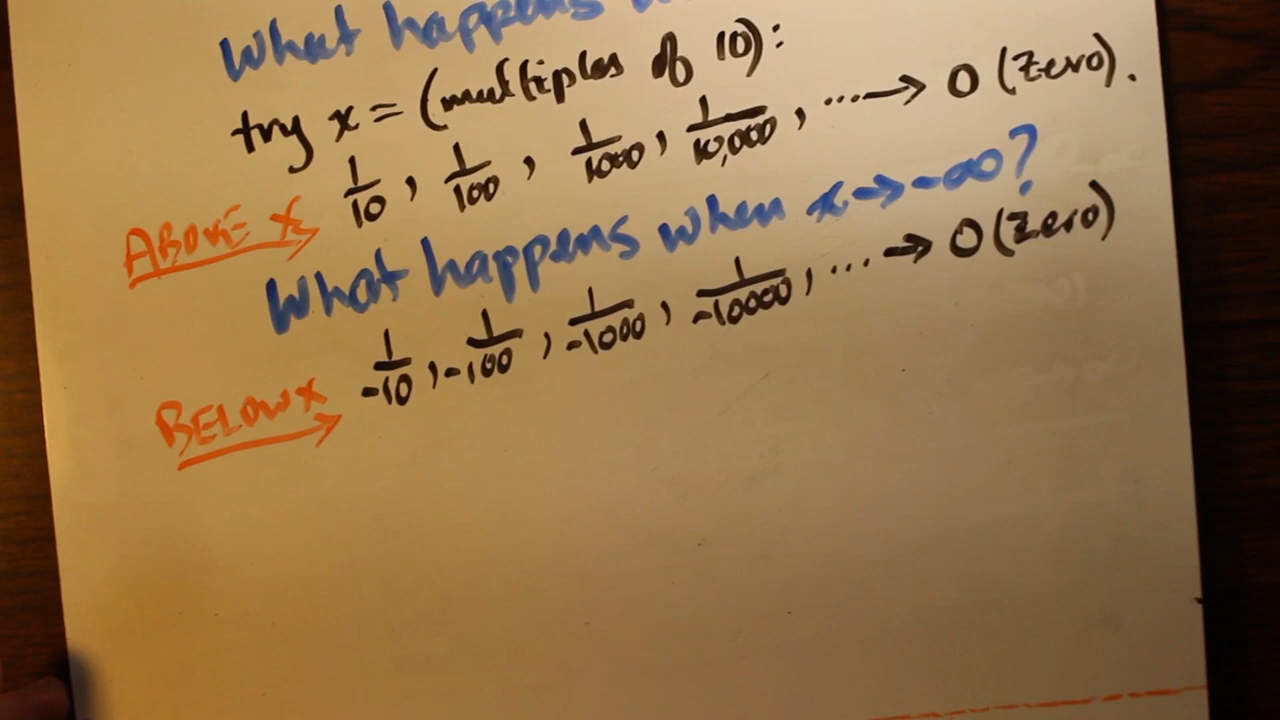 What happens
try x = (multiples of 10):
ABOVE x 1/10, 1/100, 1/1000, 1/10,000, ...→ 0 (Zero).
What happens when x→-∞?
BELOW x 1/-10, 1/-100, 1/-1000, 1/-10000, ...→ 0 (Zero)